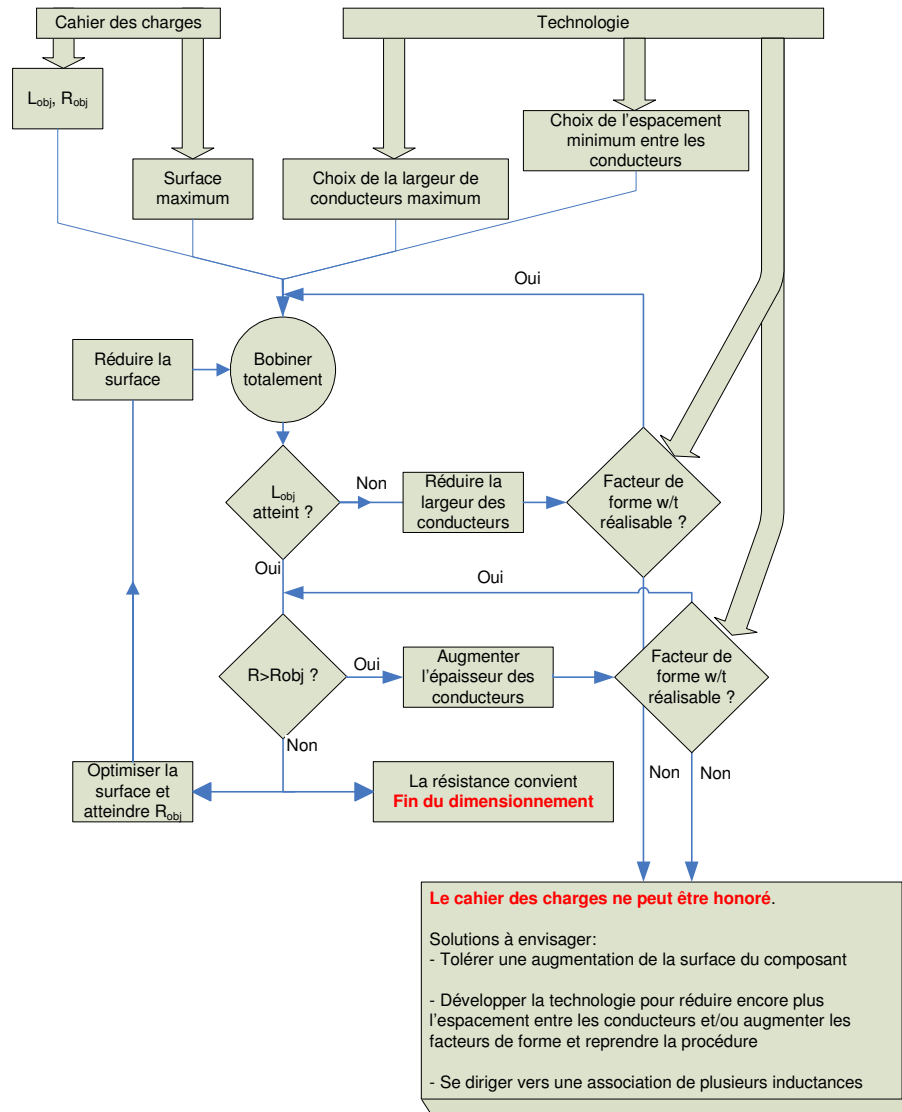 Cahier des charges
Technologie
Lobj, Robj
Choix de l'espacement
minimum entre les
conducteurs
Surface
maximum
Choix de la largeur de
conducteurs maximum
Oui
Réduire la
surface
Bobiner
totalement
Lobj
atteint ?
Non
Réduire la
largeur des
conducteurs
Facteur de
forme w/t
réalisable ?
Oui
Oui
R>Robj ?
Oui
Augmenter
l'épaisseur des
conducteurs
Facteur de
forme w/t
réalisable ?
Non
Optimiser la
surface et
atteindre Robj
La résistance convient
Fin du dimensionnement
Non
Non
Le cahier des charges ne peut être honoré.
Solutions à envisager:
- Tolérer une augmentation de la surface du composant
- Développer la technologie pour réduire encore plus
l'espacement entre les conducteurs et/ou augmenter les
facteurs de forme et reprendre la procédure
- Se diriger vers une association de plusieurs inductances